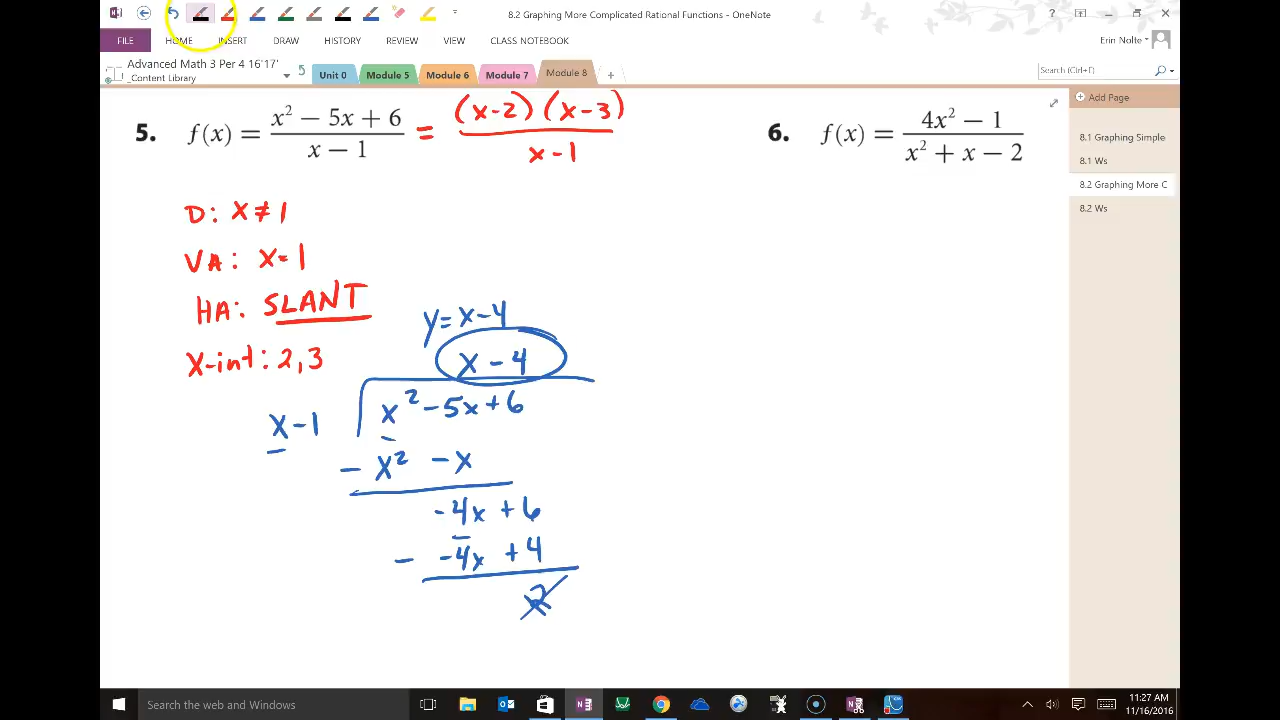 8.2 Graphing More Complicated Rational Functions - OneNote
?
FILE HOME INSERT DRAW HISTORY REVIEW VIEW CLASS NOTEBOOK
Erin Nolte
Advanced Math 3 Per 4 16'17'
_Content Library
Unit 0 Module 5 Module 6 Module 7 Module 8 +
Search (Ctrl+E)
Add Page
8.1 Graphing Simple
8.1 Ws
8.2 Graphing More C
8.2 Ws
5. f(x) = (x² − 5x + 6)/(x − 1) = ((x-2)(x-3))/(x-1)
6. f(x) = (4x² − 1)/(x² + x − 2)
D: x ≠ 1
VA: x=1
HA: SLANT
X-int: 2,3
y=x-4
x-4
x-1 x²-5x+6
- x² -x
-4x +6
- -4x +4
2
Search the web and Windows
11:27 AM
11/16/2016